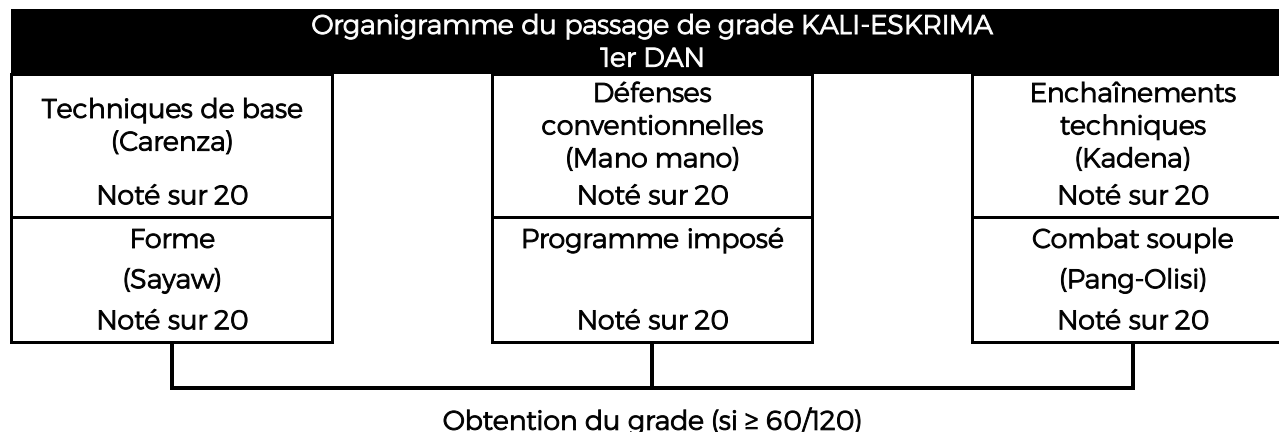 Organigramme du passage de grade KALI-ESKRIMA
1er DAN
Techniques de base
(Carenza)
Noté sur 20
Défenses
conventionnelles
(Mano mano)
Noté sur 20
Enchaînements
techniques
(Kadena)
Noté sur 20
Forme
(Sayaw)
Noté sur 20
Programme imposé
Noté sur 20
Combat souple
(Pang-Olisi)
Noté sur 20
Obtention du grade (si ≥ 60/120)